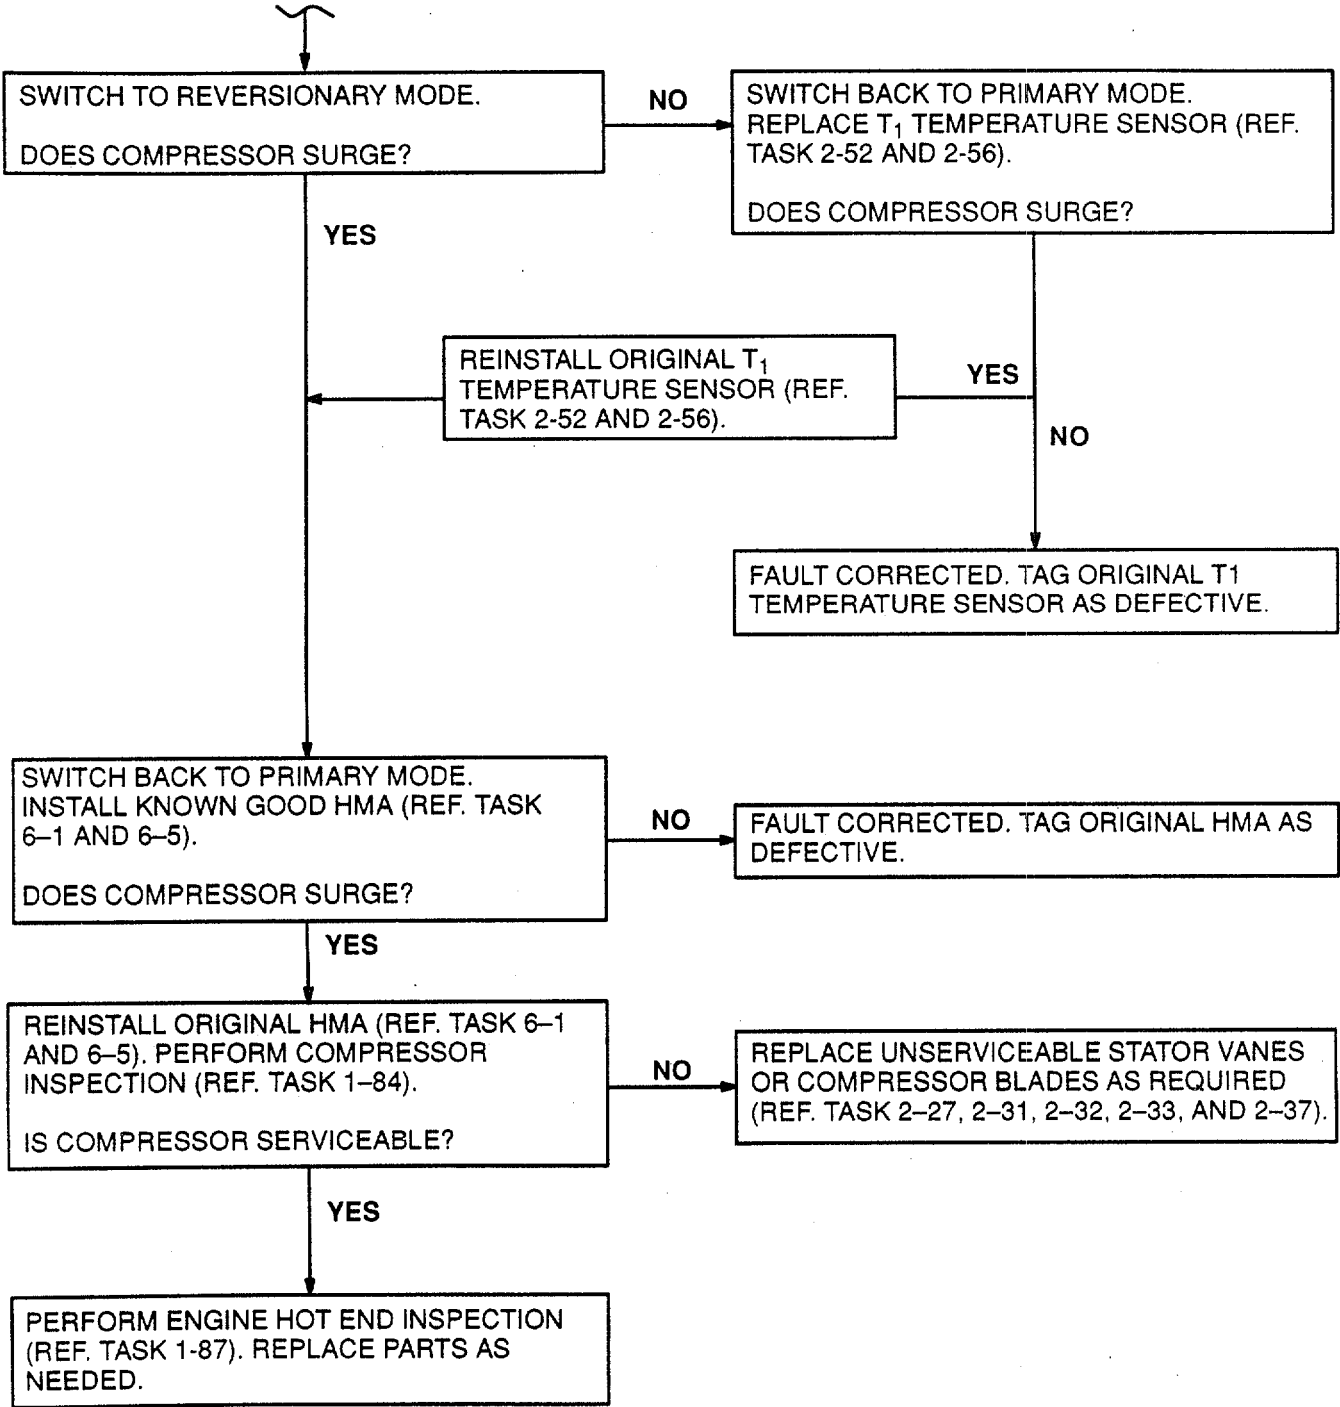 SWITCH TO REVERSIONARY MODE.
DOES COMPRESSOR SURGE?
NO
SWITCH BACK TO PRIMARY MODE.
REPLACE T1 TEMPERATURE SENSOR (REF.
TASK 2-52 AND 2-56).
DOES COMPRESSOR SURGE?
YES
REINSTALL ORIGINAL T1
TEMPERATURE SENSOR (REF.
TASK 2-52 AND 2-56).
YES
NO
FAULT CORRECTED. TAG ORIGINAL T1
TEMPERATURE SENSOR AS DEFECTIVE.
SWITCH BACK TO PRIMARY MODE.
INSTALL KNOWN GOOD HMA (REF. TASK
6–1 AND 6–5).
DOES COMPRESSOR SURGE?
NO
FAULT CORRECTED. TAG ORIGINAL HMA AS
DEFECTIVE.
YES
REINSTALL ORIGINAL HMA (REF. TASK 6–1
AND 6–5). PERFORM COMPRESSOR
INSPECTION (REF. TASK 1–84).
IS COMPRESSOR SERVICEABLE?
NO
REPLACE UNSERVICEABLE STATOR VANES
OR COMPRESSOR BLADES AS REQUIRED
(REF. TASK 2–27, 2–31, 2–32, 2–33, AND 2–37).
YES
PERFORM ENGINE HOT END INSPECTION
(REF. TASK 1-87). REPLACE PARTS AS
NEEDED.